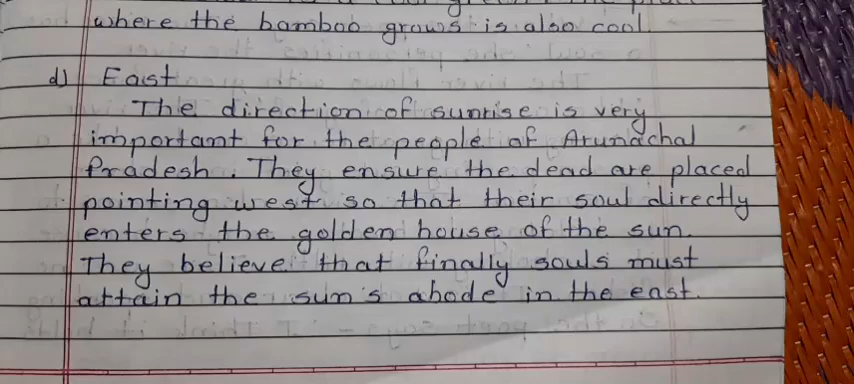 where the bamboo grows is also cool.
d) East
The direction of sunrise is very
important for the people of Arunachal
Pradesh. They ensure the dead are placed
pointing west so that their soul directly
enters the golden house of the sun.
They believe that finally souls must
attain the sun's abode in the east.